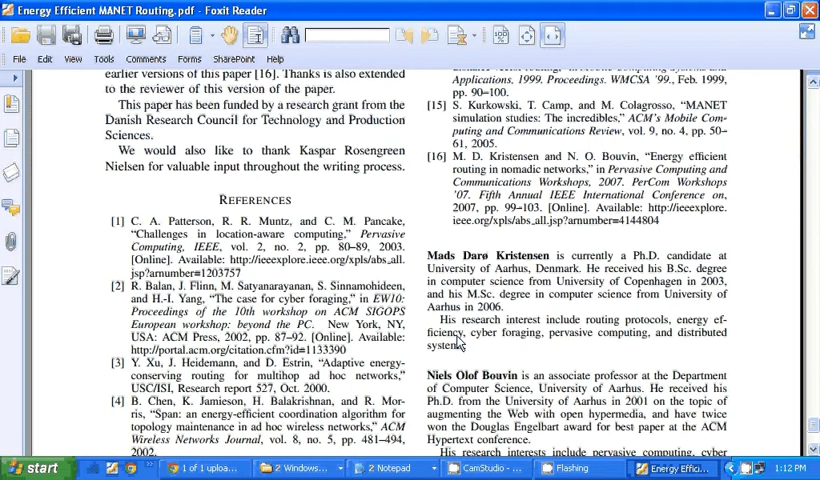 Energy Efficient MANET Routing.pdf - Foxit Reader
File Edit View Tools Comments Forms SharePoint Help
earlier versions of this paper [16]. Thanks is also extended
to the reviewer of this version of the paper.
This paper has been funded by a research grant from the
Danish Research Council for Technology and Production
Sciences.
We would also like to thank Kaspar Rosengreen
Nielsen for valuable input throughout the writing process.
REFERENCES
[1] C. A. Patterson, R. R. Muntz, and C. M. Pancake,
“Challenges in location-aware computing,” Pervasive
Computing, IEEE, vol. 2, no. 2, pp. 80–89, 2003.
[Online]. Available: http://ieeexplore.ieee.org/xpls/abs_all.
jsp?arnumber=1203757
[2] R. Balan, J. Flinn, M. Satyanarayanan, S. Sinnamohideen,
and H.-I. Yang, “The case for cyber foraging,” in EW10:
Proceedings of the 10th workshop on ACM SIGOPS
European workshop: beyond the PC. New York, NY,
USA: ACM Press, 2002, pp. 87–92. [Online]. Available:
http://portal.acm.org/citation.cfm?id=1133390
[3] Y. Xu, J. Heidemann, and D. Estrin, “Adaptive energy-
conserving routing for multihop ad hoc networks,”
USC/ISI, Research report 527, Oct. 2000.
[4] B. Chen, K. Jamieson, H. Balakrishnan, and R. Mor-
ris, “Span: an energy-efficient coordination algorithm for
topology maintenance in ad hoc wireless networks,” ACM
Wireless Networks Journal, vol. 8, no. 5, pp. 481–494,
2002.
Applications, 1999. Proceedings. WMCSA ’99., Feb. 1999,
pp. 90–100.
[15] S. Kurkowski, T. Camp, and M. Colagrosso, “MANET
simulation studies: The incredibles,” ACM’s Mobile Com-
puting and Communications Review, vol. 9, no. 4, pp. 50–
61, 2005.
[16] M. D. Kristensen and N. O. Bouvin, “Energy efficient
routing in nomadic networks,” in Pervasive Computing and
Communications Workshops, 2007. PerCom Workshops
’07. Fifth Annual IEEE International Conference on,
2007, pp. 99–103. [Online]. Available: http://ieeexplore.
ieee.org/xpls/abs_all.jsp?arnumber=4144804
Mads Darø Kristensen is currently a Ph.D. candidate at
University of Aarhus, Denmark. He received his B.Sc. degree
in computer science from University of Copenhagen in 2003,
and his M.Sc. degree in computer science from University of
Aarhus in 2006.
His research interest include routing protocols, energy ef-
ficiency, cyber foraging, pervasive computing, and distributed
systems.
Niels Olof Bouvin is an associate professor at the Department
of Computer Science, University of Aarhus. He received his
Ph.D. from the University of Aarhus in 2001 on the topic of
augmenting the Web with open hypermedia, and have twice
won the Douglas Engelbart award for best paper at the ACM
Hypertext conference.
His research interests include pervasive computing, cyber
start
1 of 1 uploa...
2 Windows...
2 Notepad
CamStudio - ...
Flashing
Energy Effici...
1:12 PM